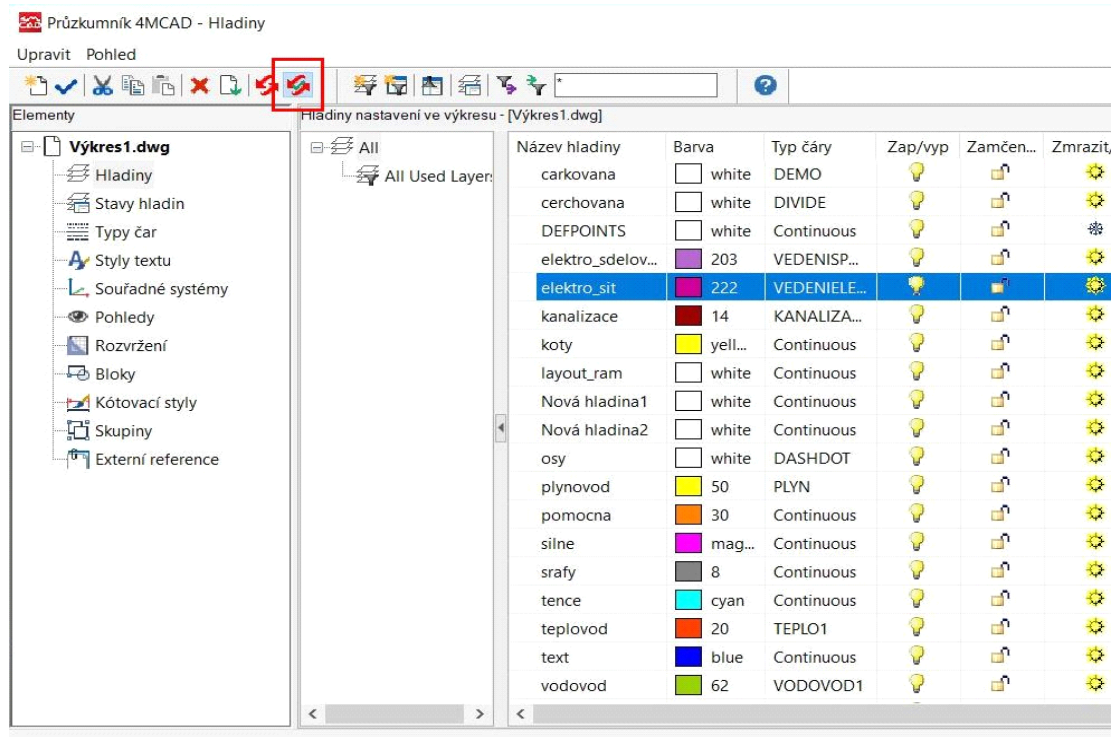 Průzkumník 4MCAD - Hladiny
Upravit Pohled
*
Elementy
Hladiny nastavení ve výkresu - [Výkres1.dwg]
Výkres1.dwg
Hladiny
Stavy hladin
Typy čar
Styly textu
Souřadné systémy
Pohledy
Rozvržení
Bloky
Kótovací styly
Skupiny
Externí reference
All
All Used Layer
Název hladiny Barva Typ čáry Zap/vyp Zamčen... Zmrazit/
carkovana white DEMO
cerchovana white DIVIDE
DEFPOINTS white Continuous
elektro_sdelov... 203 VEDENISP...
elektro_sit 222 VEDENIELE...
kanalizace 14 KANALIZA...
koty yell... Continuous
layout_ram white Continuous
Nová hladina1 white Continuous
Nová hladina2 white Continuous
osy white DASHDOT
plynovod 50 PLYN
pomocna 30 Continuous
silne mag... Continuous
srafy 8 Continuous
tence cyan Continuous
teplovod 20 TEPLO1
text blue Continuous
vodovod 62 VODOVOD1